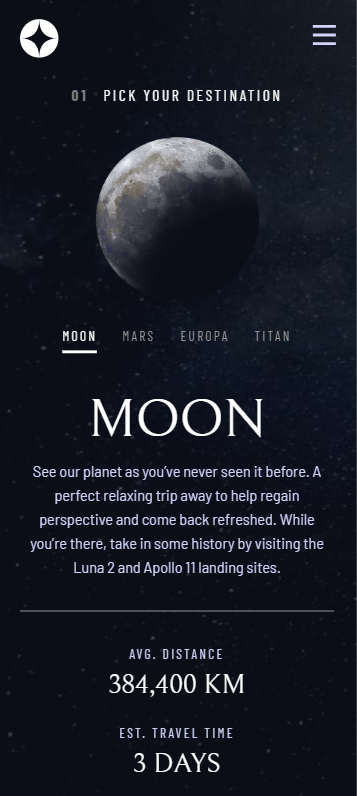 01 PICK YOUR DESTINATION
MOON MARS EUROPA TITAN
MOON
See our planet as you’ve never seen it before. A
perfect relaxing trip away to help regain
perspective and come back refreshed. While
you’re there, take in some history by visiting the
Luna 2 and Apollo 11 landing sites.
AVG. DISTANCE
384,400 KM
EST. TRAVEL TIME
3 DAYS